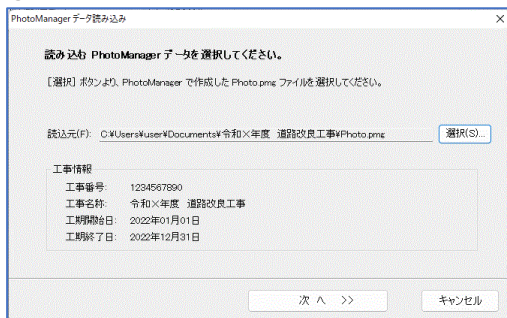 PhotoManager データ読み込み
読み込む PhotoManager データを選択してください。
［選択］ボタンより、PhotoManager で作成した Photo.pmg ファイルを選択してください。
読込元(F): C:¥Users¥user¥Documents¥令和×年度 道路改良工事¥Photo.pmg 選択(S)...
工事情報
工事番号: 1234567890
工事名称: 令和×年度 道路改良工事
工期開始日: 2022年01月01日
工期終了日: 2022年12月31日
次 へ >> キャンセル